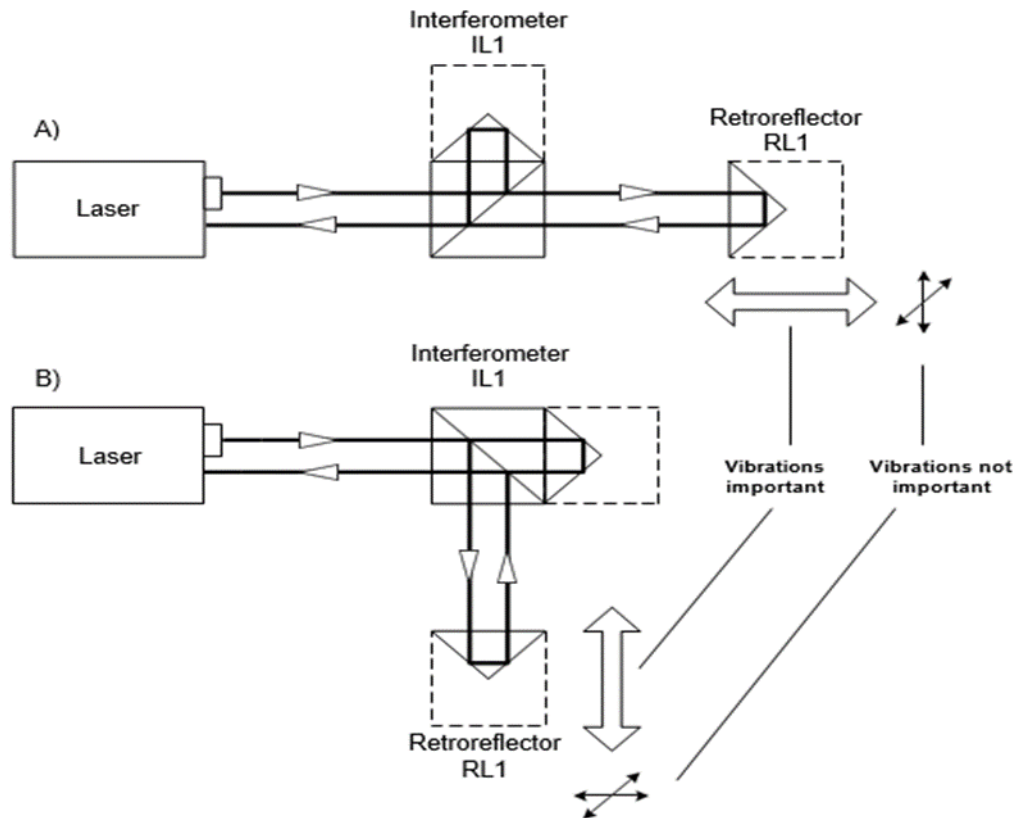 Interferometer
IL1
A)
Retroreflector
RL1
Laser
Interferometer
IL1
B)
Laser
Vibrations
important
Vibrations not
important
Retroreflector
RL1